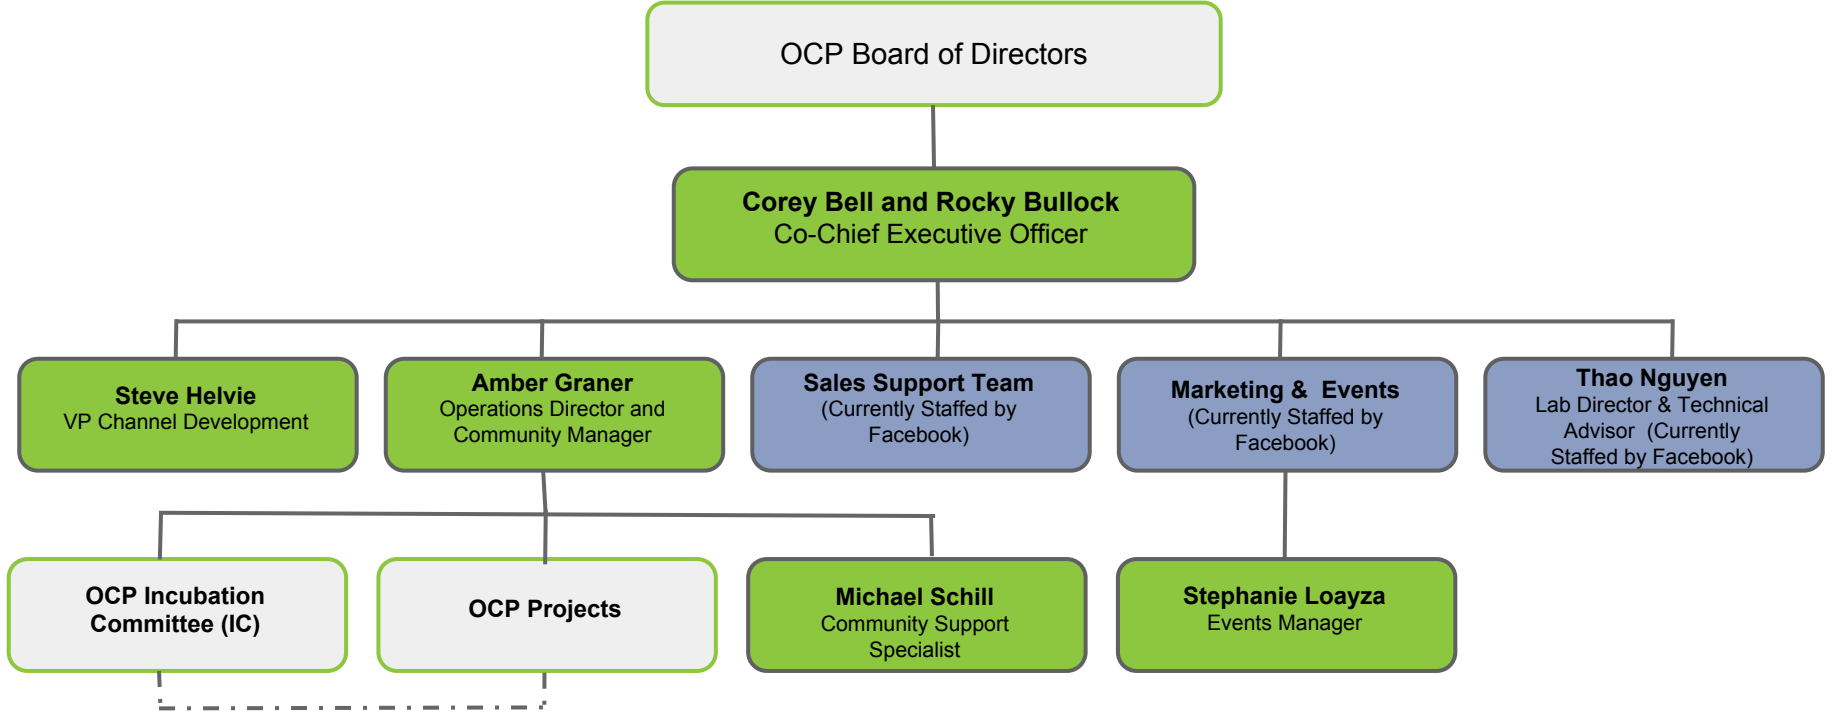 OCP Board of Directors
Corey Bell and Rocky Bullock
Co-Chief Executive Officer
Steve Helvie
VP Channel Development
Amber Graner
Operations Director and
Community Manager
Sales Support Team
(Currently Staffed by
Facebook)
Marketing &  Events
(Currently Staffed by
Facebook)
Thao Nguyen
Lab Director & Technical
Advisor  (Currently
Staffed by Facebook)
OCP Incubation
Committee (IC)
OCP Projects
Michael Schill
Community Support
Specialist
Stephanie Loayza
Events Manager